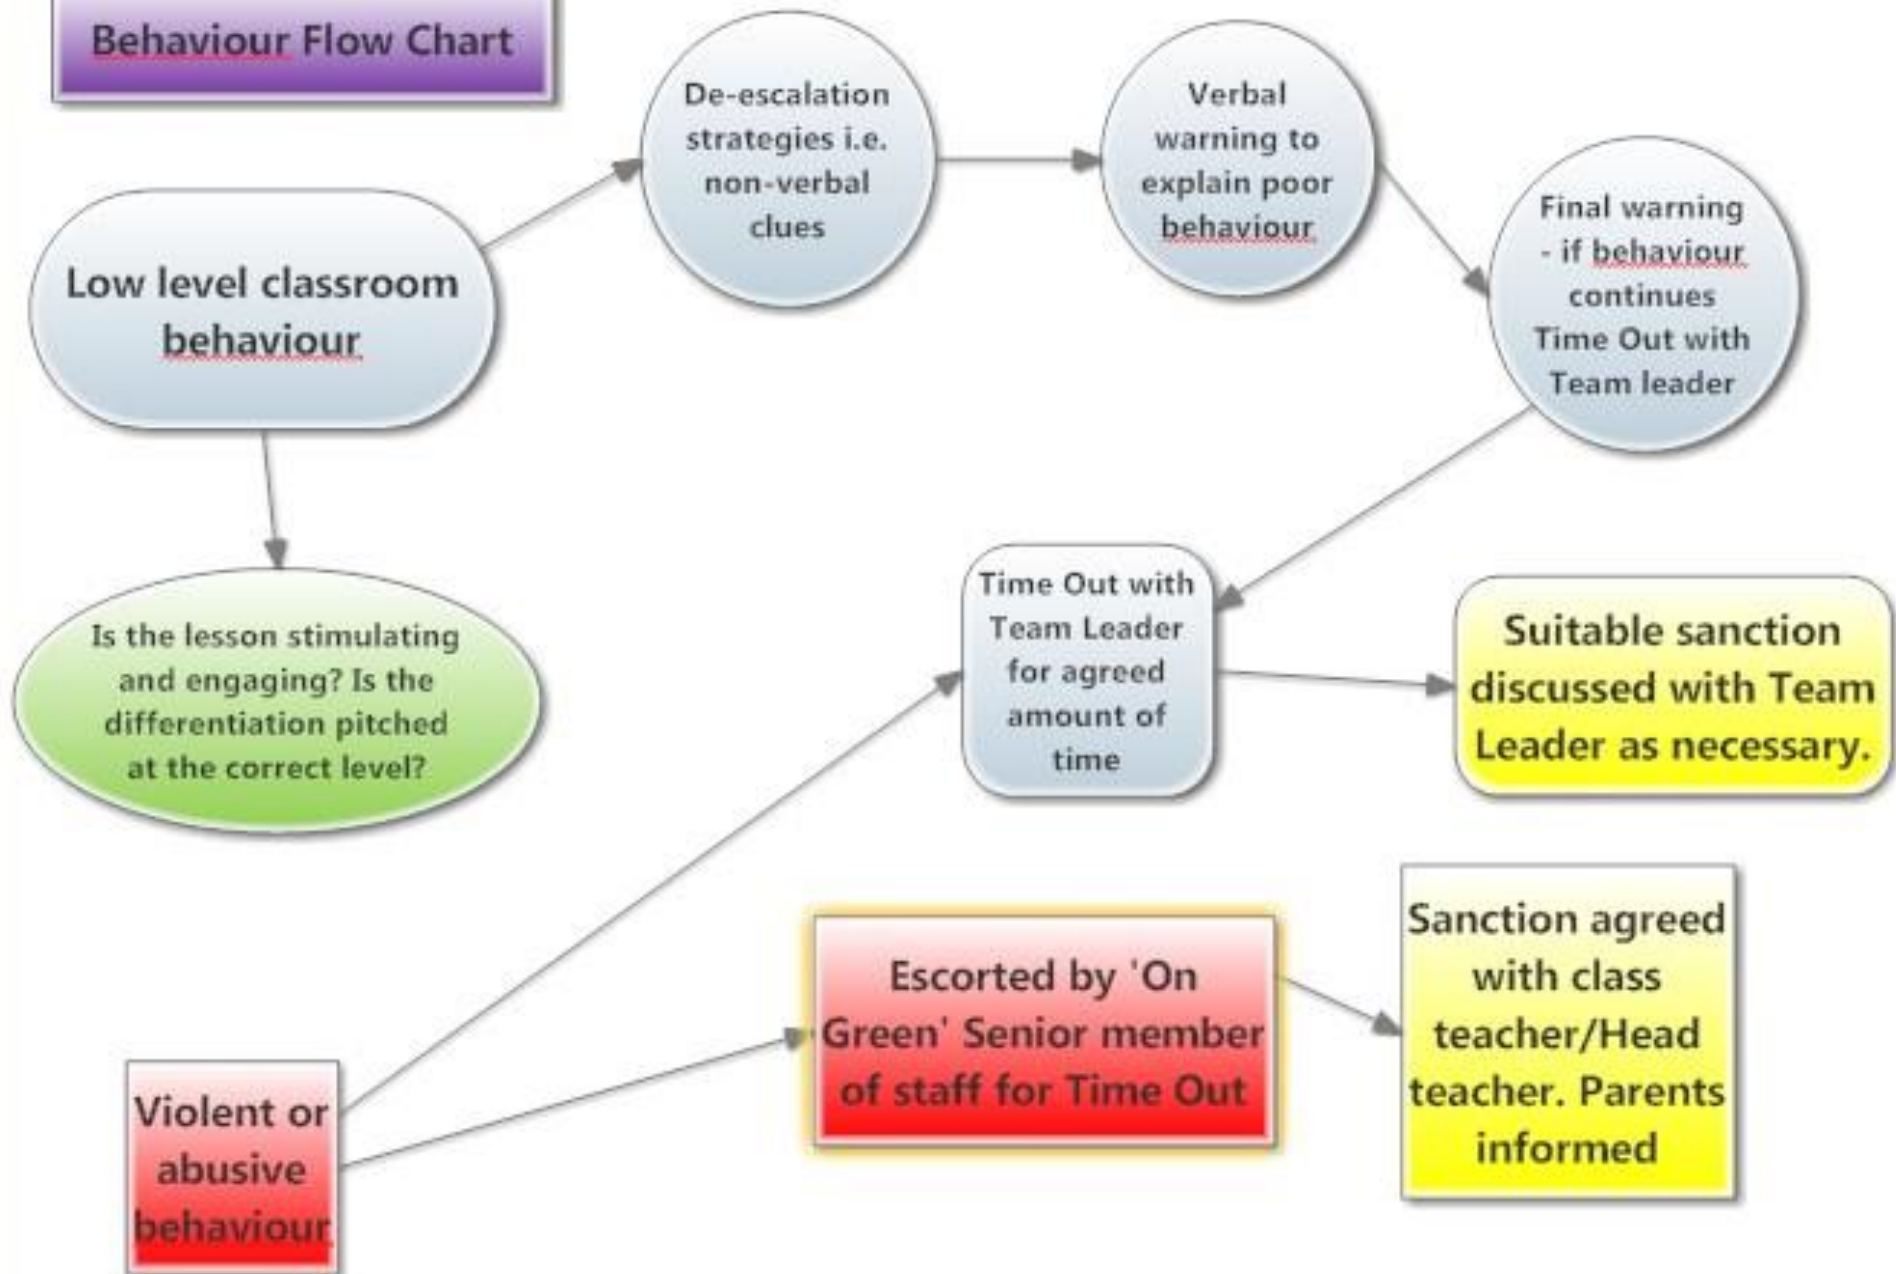 Behaviour Flow Chart
De-escalation
strategies i.e.
non-verbal
clues
Verbal
warning to
explain poor
behaviour
Final warning
- if behaviour
continues
Time Out with
Team leader
Low level classroom
behaviour
Is the lesson stimulating
and engaging? Is the
differentiation pitched
at the correct level?
Time Out with
Team Leader
for agreed
amount of
time
Suitable sanction
discussed with Team
Leader as necessary.
Violent or
abusive
behaviour
Escorted by 'On
Green' Senior member
of staff for Time Out
Sanction agreed
with class
teacher/Head
teacher. Parents
informed